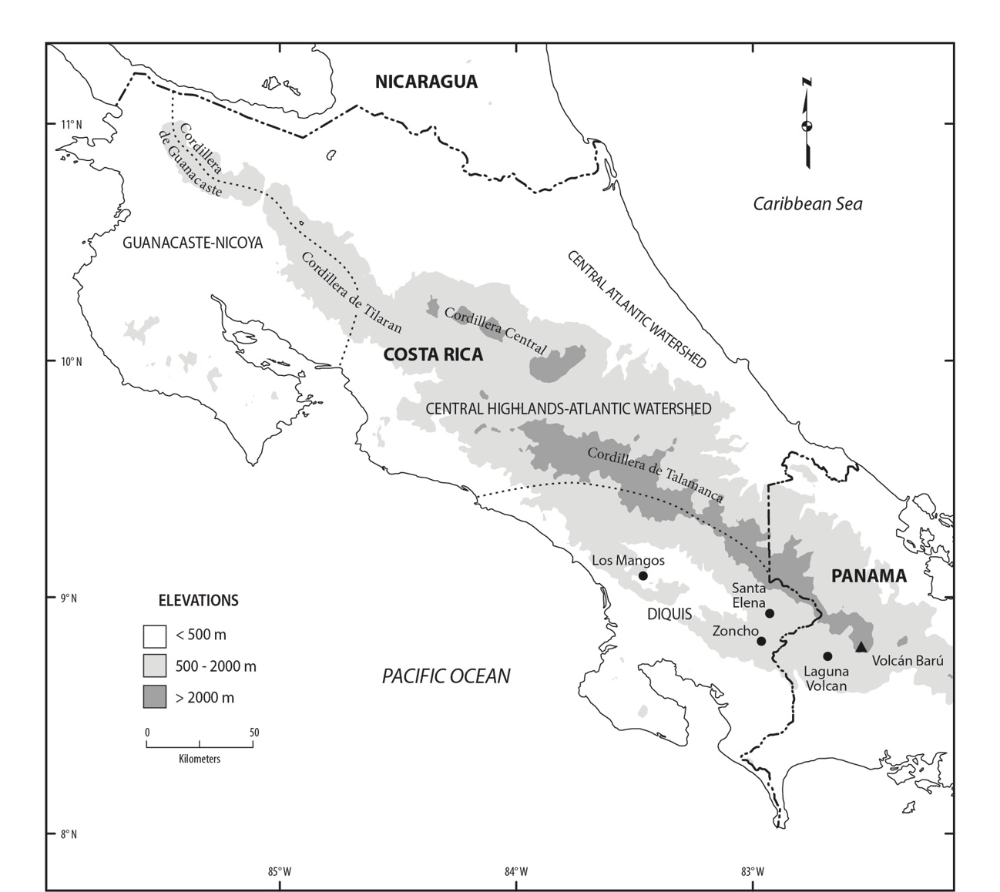 NICARAGUA
N
11° N
Cordillera
de Guanacaste
Caribbean Sea
GUANACASTE-NICOYA
CENTRAL ATLANTIC WATERSHED
Cordillera de Tilaran
Cordillera Central
COSTA RICA
10° N
CENTRAL HIGHLANDS-ATLANTIC WATERSHED
Cordillera de Talamanca
Los Mangos
PANAMA
Santa
Elena
9° N
ELEVATIONS
DIQUIS
Zoncho
< 500 m
500 - 2000 m
> 2000 m
Volcán Barú
Laguna
Volcan
PACIFIC OCEAN
0 50
Kilometers
8° N
85° W 84° W 83° W